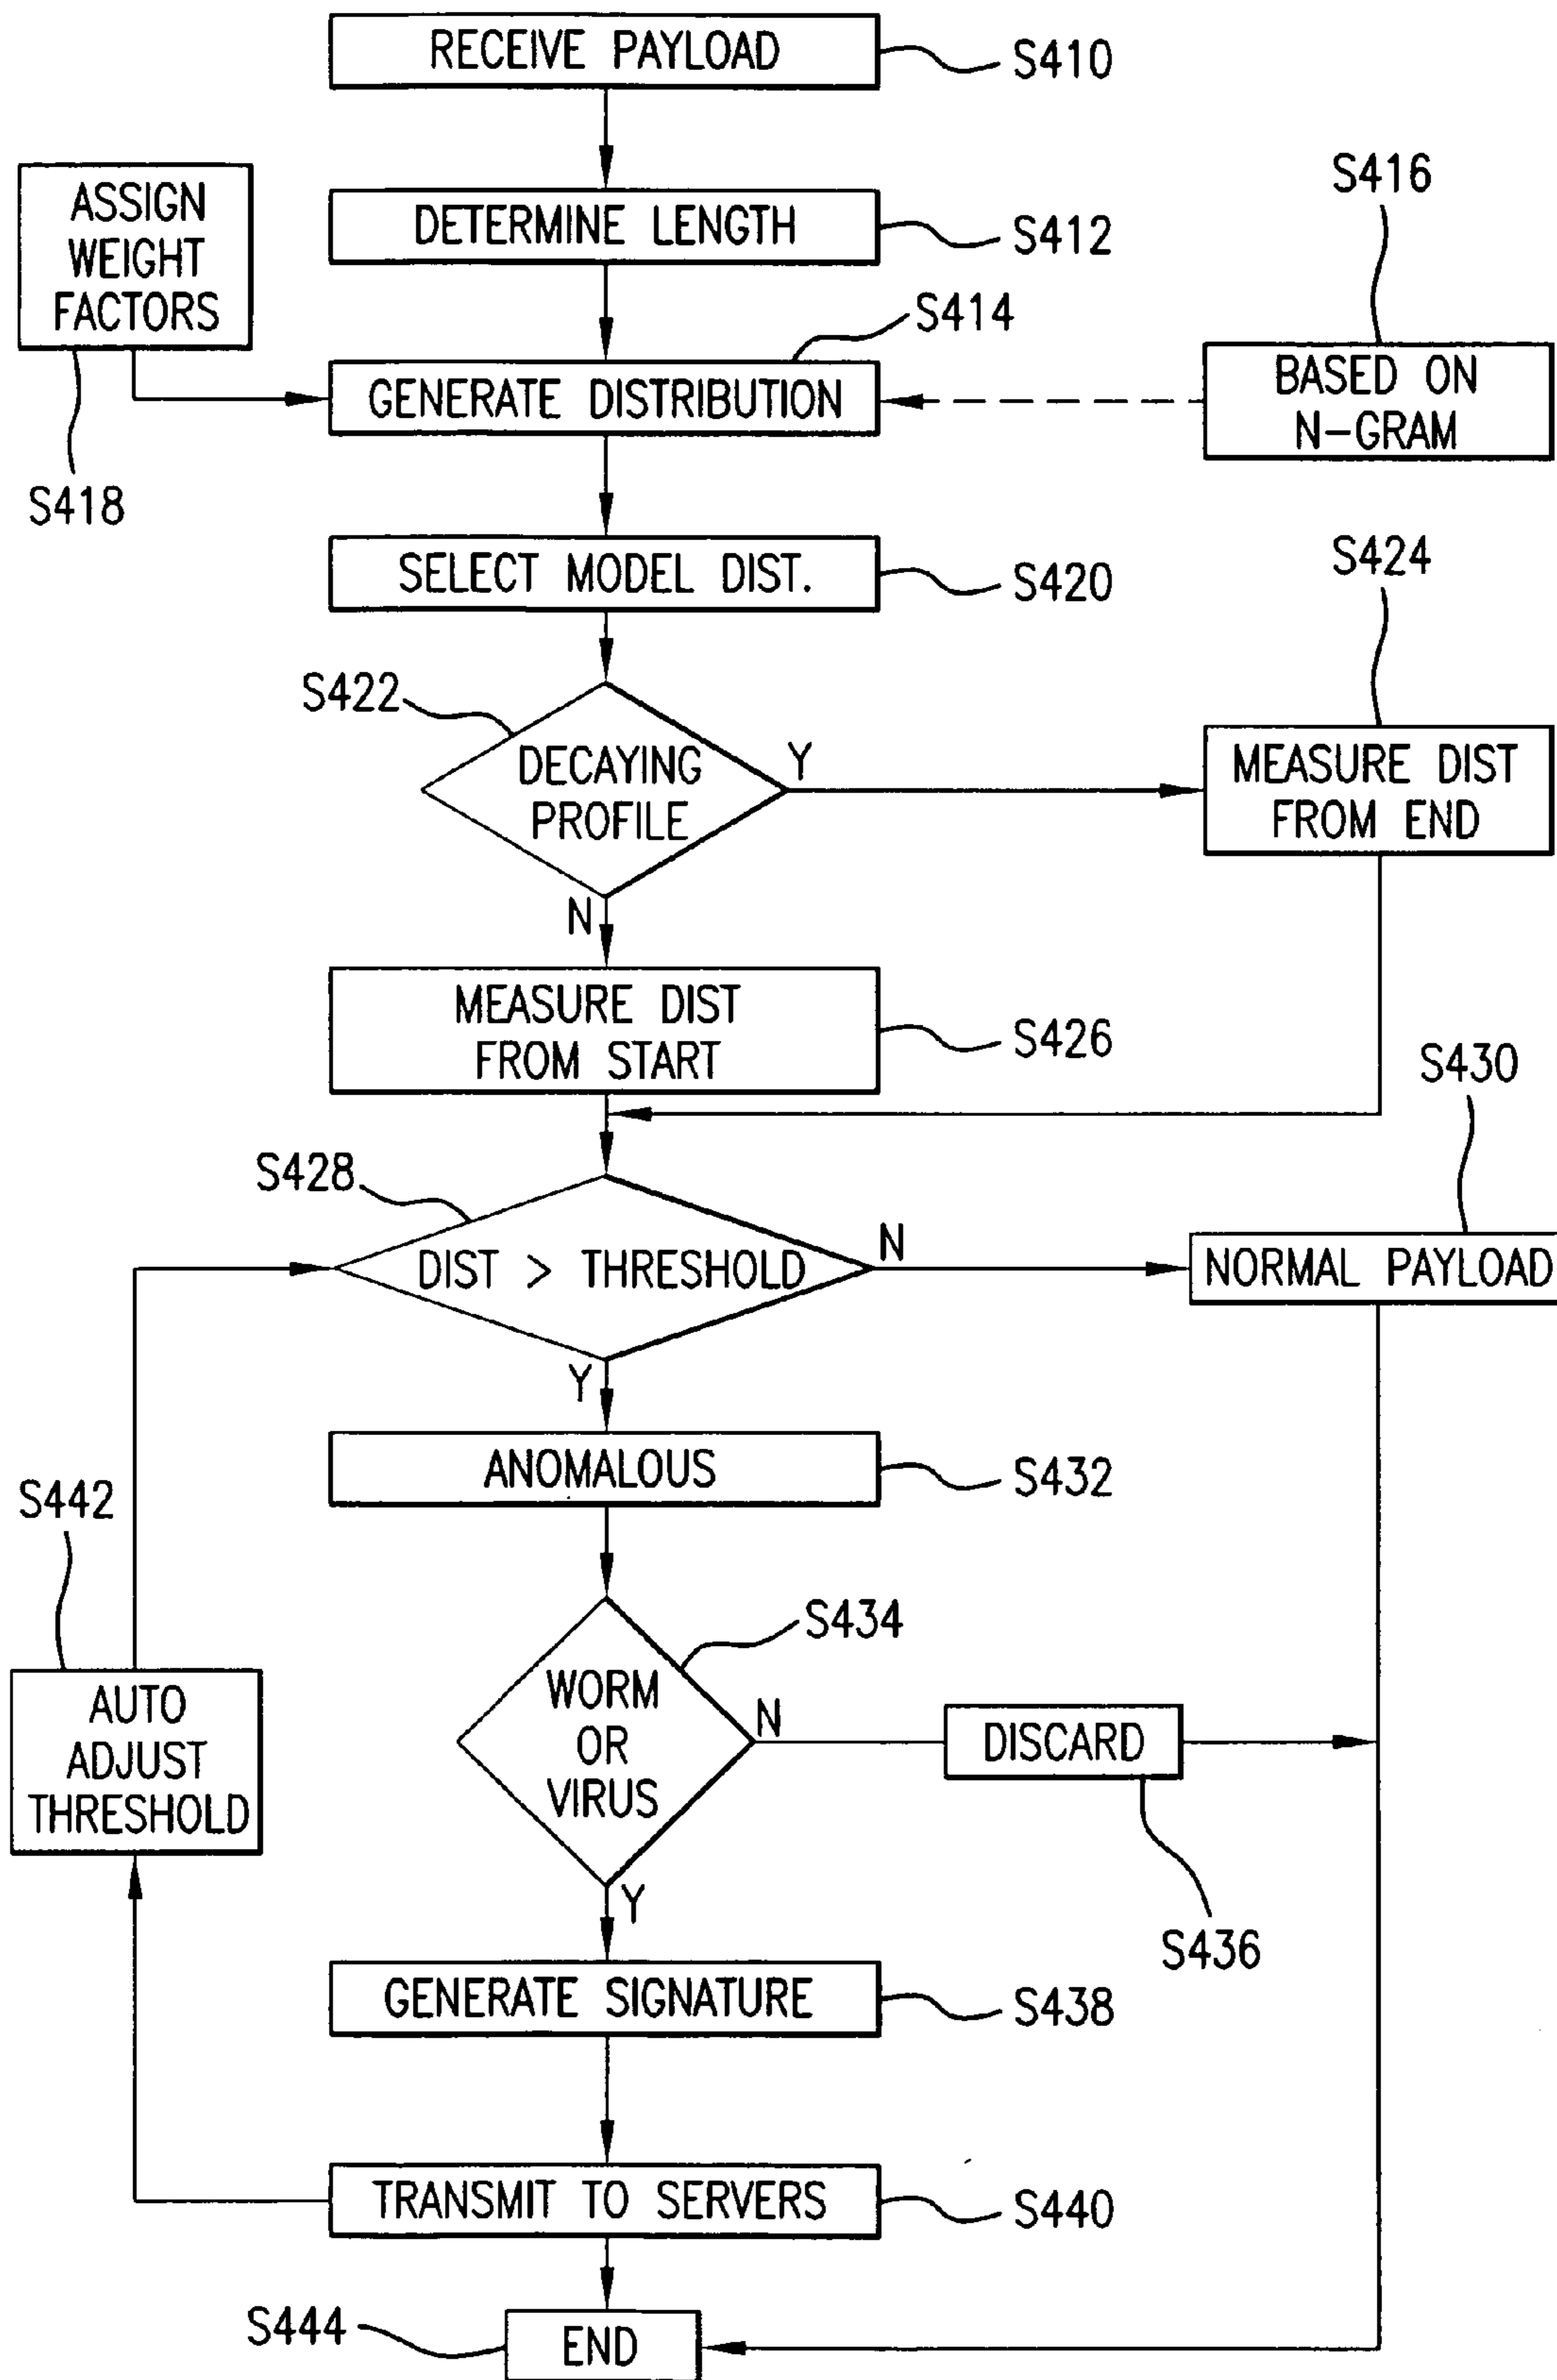 RECEIVE PAYLOAD
S410
ASSIGN
WEIGHT
FACTORS
S418
DETERMINE LENGTH
S412
S416
S414
GENERATE DISTRIBUTION
BASED ON
N-GRAM
SELECT MODEL DIST.
S420
S424
S422
DECAYING
PROFILE
Y
N
MEASURE DIST
FROM END
MEASURE DIST
FROM START
S426
S430
S428
DIST > THRESHOLD
N
Y
NORMAL PAYLOAD
ANOMALOUS
S432
S442
S434
WORM
OR
VIRUS
N
Y
DISCARD
S436
AUTO
ADJUST
THRESHOLD
GENERATE SIGNATURE
S438
TRANSMIT TO SERVERS
S440
S444
END